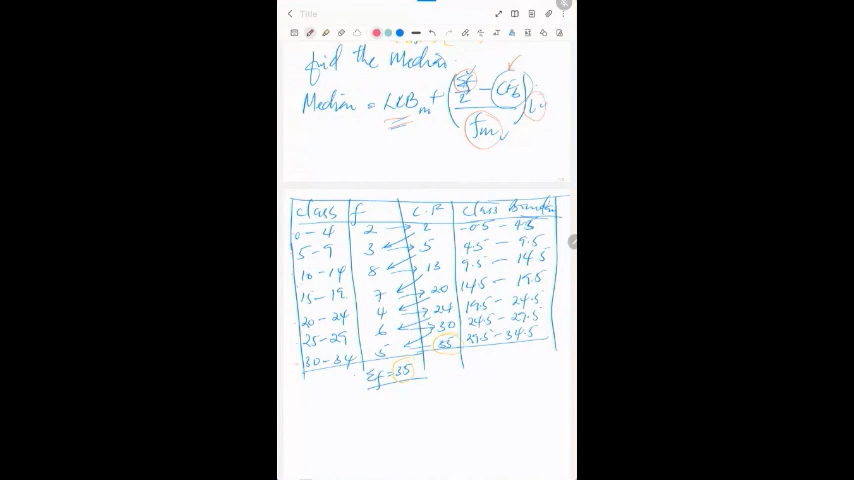 Title
find the Median.
Median = LCBm + (Σf/2 - CFb / fm) i
Class f C.F Class Boundary
0-4 2 2 -0.5 - 4.5
5-9 3 5 4.5 - 9.5
10-14 8 13 9.5 - 14.5
15-19 7 20 14.5 - 19.5
20-24 4 24 19.5 - 24.5
25-29 6 30 24.5 - 29.5
30-34 5 35 29.5 - 34.5
Σf = 35